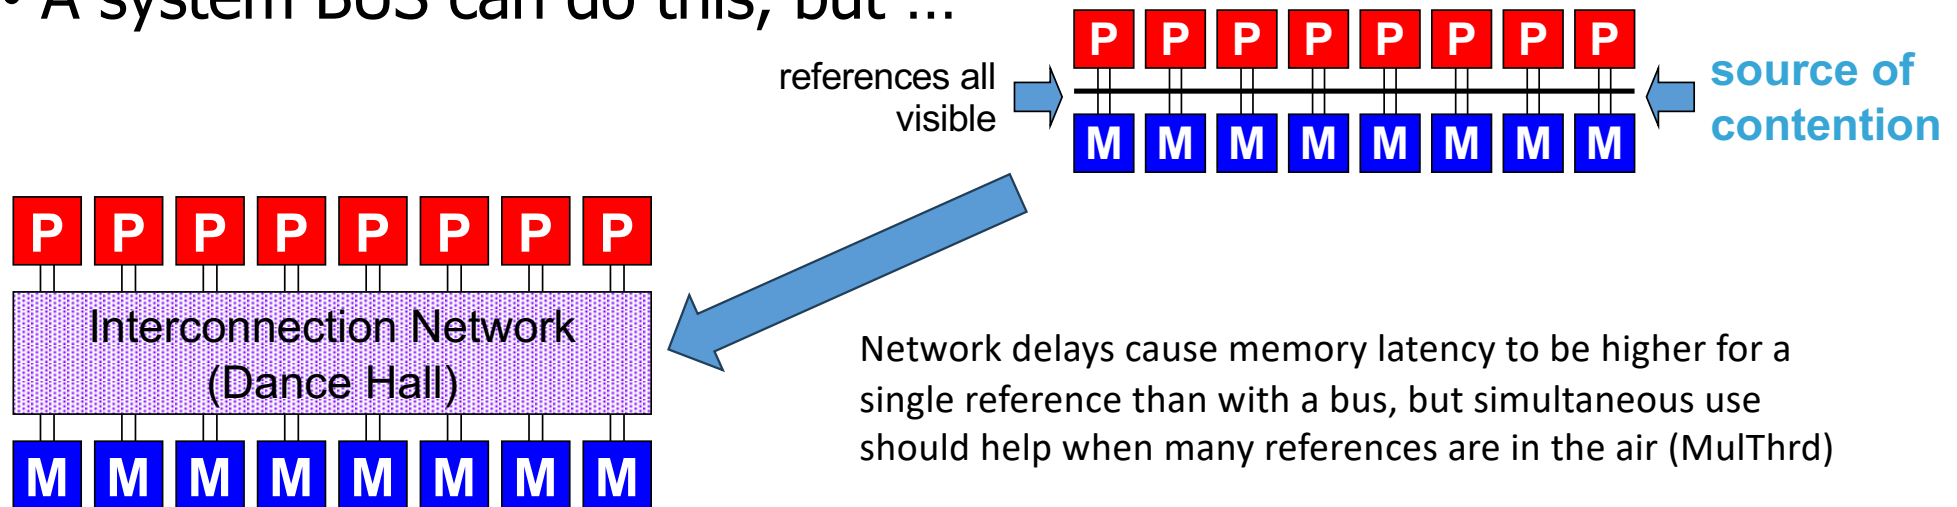 • A system BUS can do this, but …
P P P P P P P P
references all
visible
source of
contention
M M M M M M M M
P P P P P P P P
Interconnection Network
(Dance Hall)
M M M M M M M M
Network delays cause memory latency to be higher for a
single reference than with a bus, but simultaneous use
should help when many references are in the air (MulThrd)